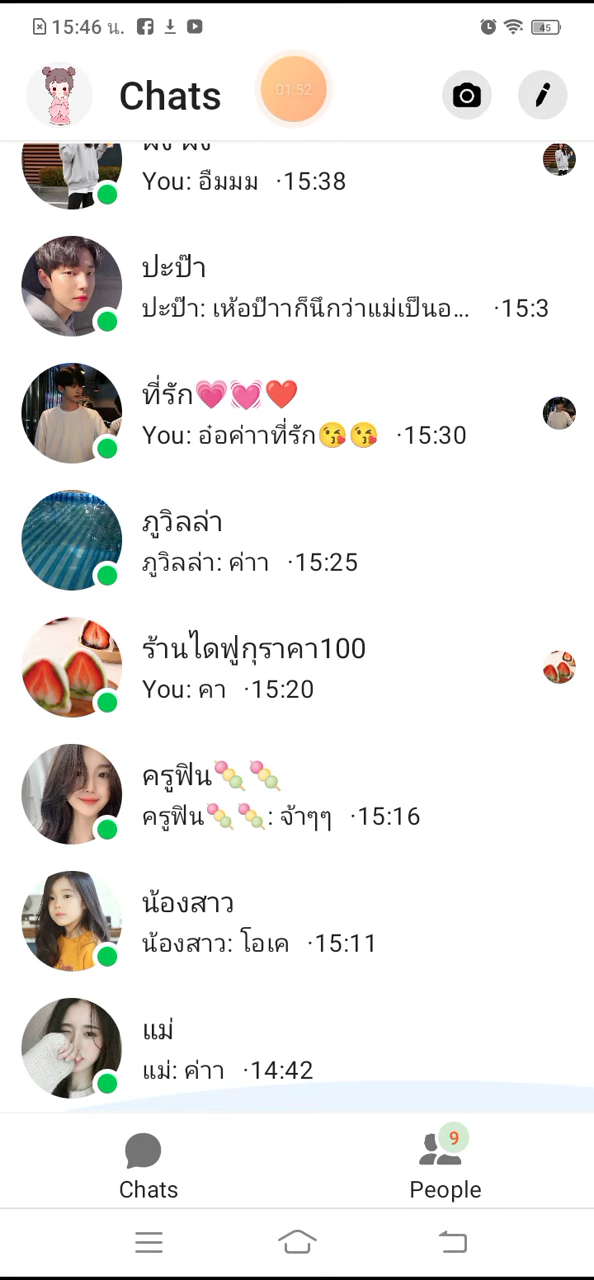 15:46 น.
45
Chats
01:52
You: อืมมม ·15:38
ปะป๊า
ปะป๊า: เห้อป๊าาก็นึกว่าแม่เป็นอ... ·15:3
ที่รัก💗💓❤️
You: อ๋อค่าาที่รัก😘😘 ·15:30
ภูวิลล่า
ภูวิลล่า: ค่าา ·15:25
ร้านไดฟูกุราคา100
You: คา ·15:20
ครูฟิน🍡🍡
ครูฟิน🍡🍡: จ้าๆๆ ·15:16
น้องสาว
น้องสาว: โอเค ·15:11
แม่
แม่: ค่าา ·14:42
9
Chats
People